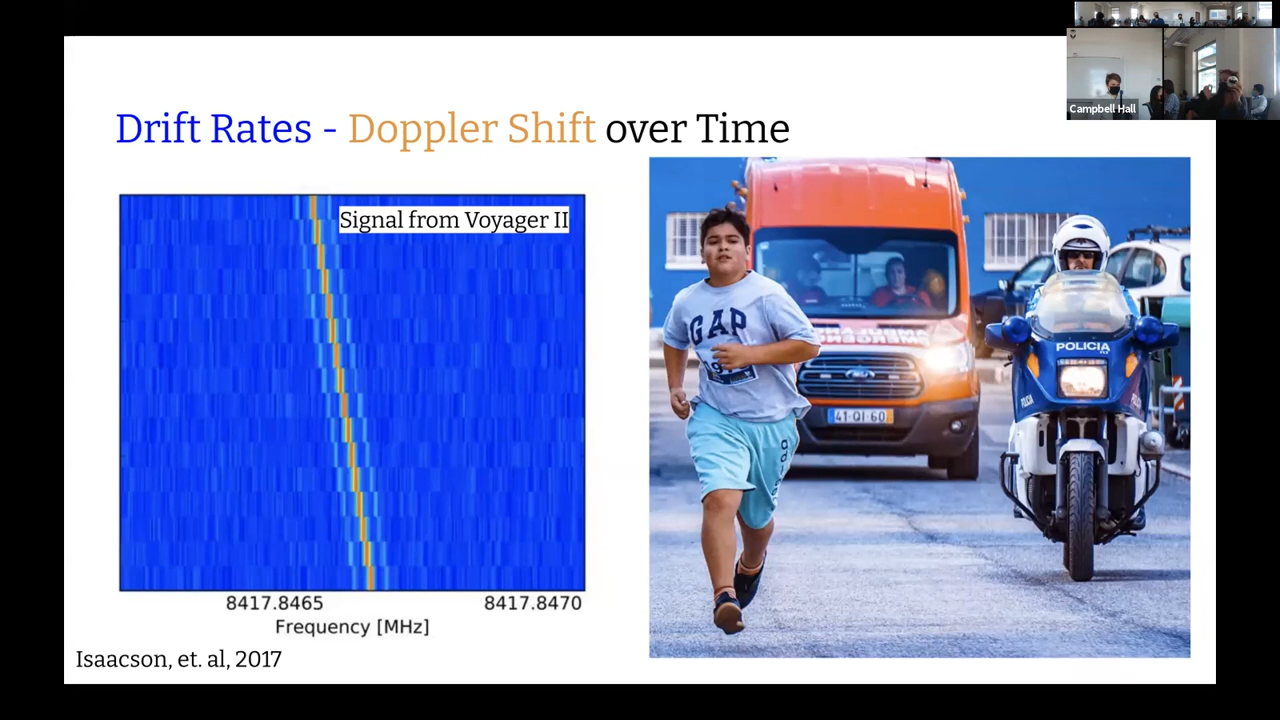 Campbell Hall
Drift Rates - Doppler Shift over Time
Signal from Voyager II
8417.8465
8417.8470
Frequency [MHz]
Isaacson, et. al, 2017
GAP
POLICIA
41-QI-60